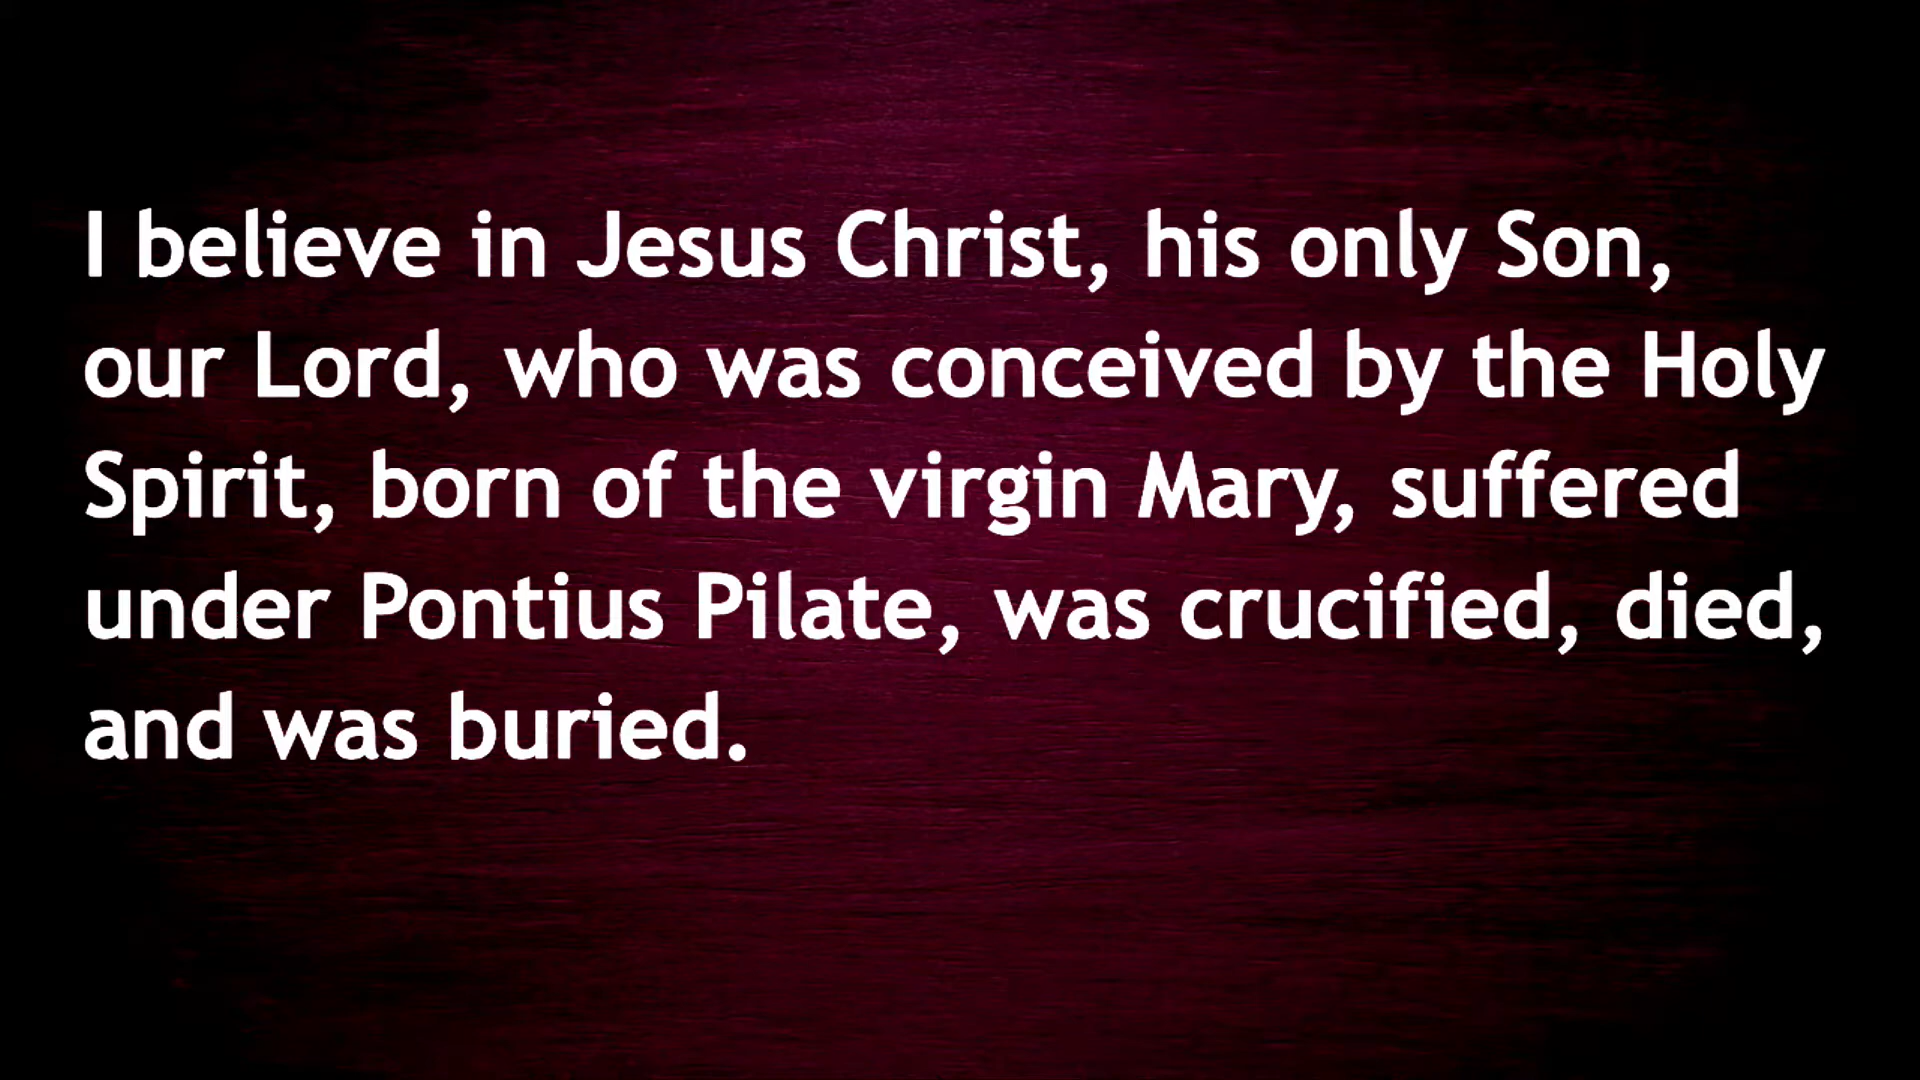 I believe in Jesus Christ, his only Son,
our Lord, who was conceived by the Holy
Spirit, born of the virgin Mary, suffered
under Pontius Pilate, was crucified, died,
and was buried.